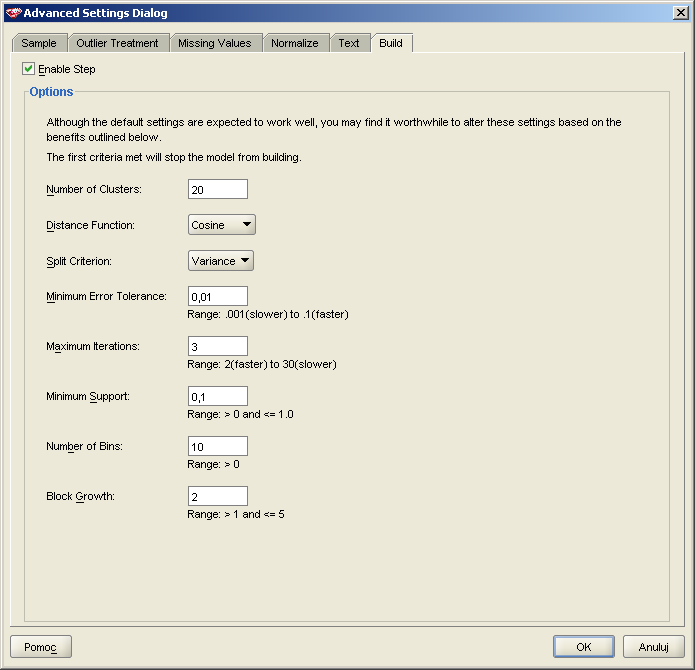 Advanced Settings Dialog
Sample Outlier Treatment Missing Values Normalize Text Build
Enable Step
Options
Although the default settings are expected to work well, you may find it worthwhile to alter these settings based on the
benefits outlined below.
The first criteria met will stop the model from building.
Number of Clusters: 20
Distance Function: Cosine
Split Criterion: Variance
Minimum Error Tolerance: 0,01
Range: .001(slower) to .1(faster)
Maximum Iterations: 3
Range: 2(faster) to 30(slower)
Minimum Support: 0,1
Range: > 0 and <= 1.0
Number of Bins: 10
Range: > 0
Block Growth: 2
Range: > 1 and <= 5
Pomoc OK Anuluj